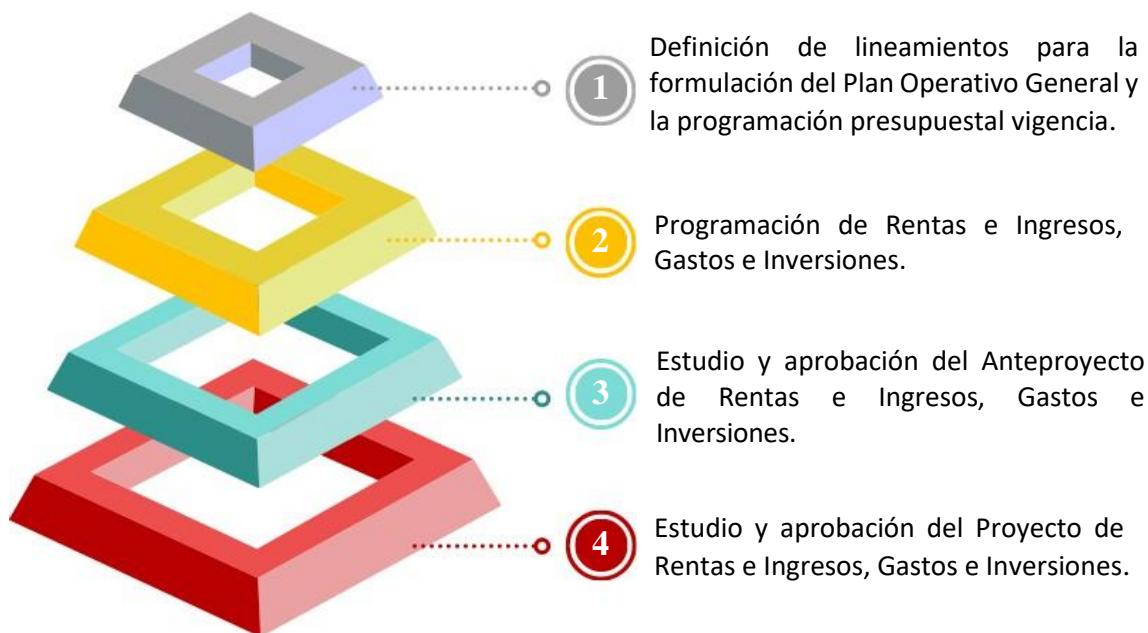 1
Definición de lineamientos para la
formulación del Plan Operativo General y
la programación presupuestal vigencia.
2
Programación de Rentas e Ingresos,
Gastos e Inversiones.
3
Estudio y aprobación del Anteproyecto
de Rentas e Ingresos, Gastos e
Inversiones.
4
Estudio y aprobación del Proyecto de
Rentas e Ingresos, Gastos e Inversiones.